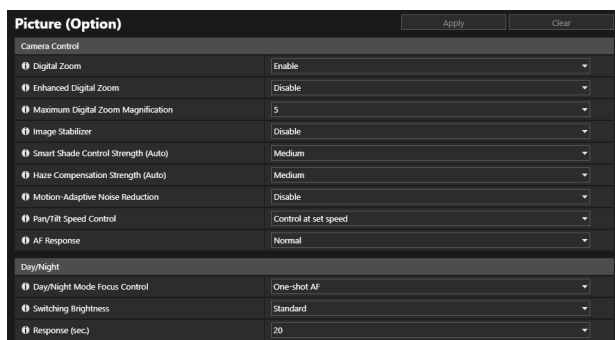 Picture (Option) Apply Clear
Camera Control
Digital Zoom Enable
Enhanced Digital Zoom Disable
Maximum Digital Zoom Magnification 5
Image Stabilizer Disable
Smart Shade Control Strength (Auto) Medium
Haze Compensation Strength (Auto) Medium
Motion-Adaptive Noise Reduction Disable
Pan/Tilt Speed Control Control at set speed
AF Response Normal
Day/Night
Day/Night Mode Focus Control One-shot AF
Switching Brightness Standard
Response (sec.) 20